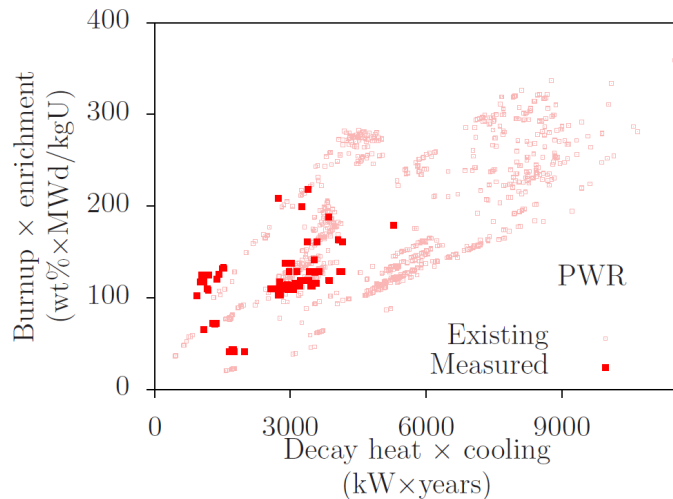 Burnup × enrichment
(wt%×MWd/kgU)
400
300
200
100
0
PWR
Existing
Measured
0 3000 6000 9000
Decay heat × cooling
(kW×years)